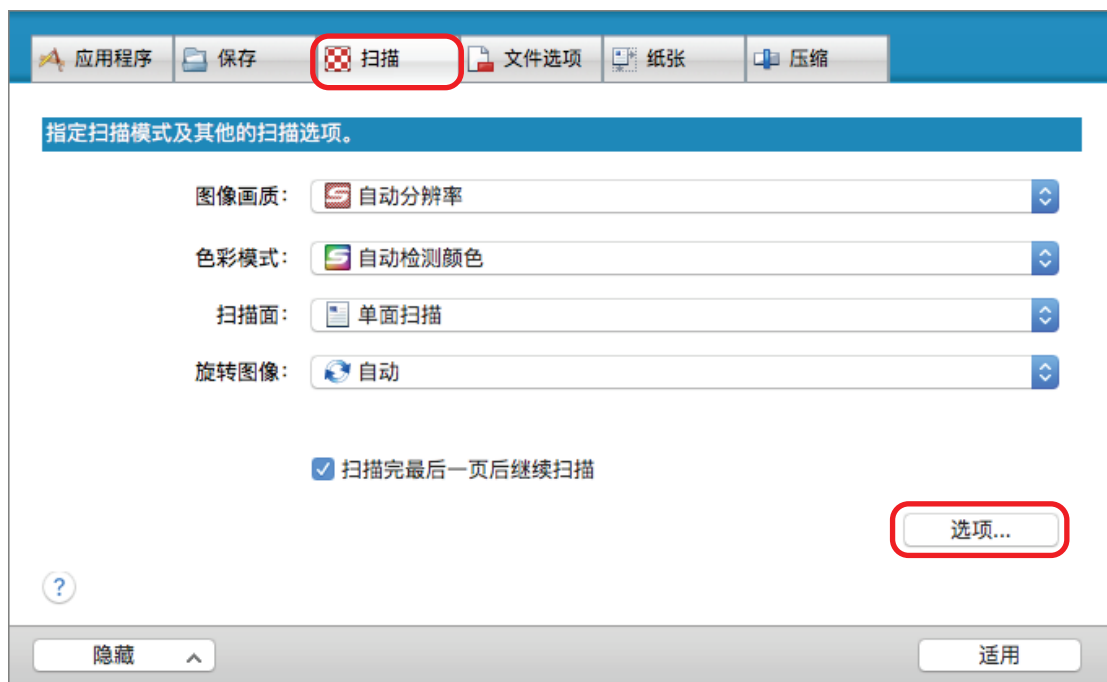 应用程序 保存 扫描 文件选项 纸张 压缩
指定扫描模式及其他的扫描选项。
图像画质: 自动分辨率
色彩模式: 自动检测颜色
扫描面: 单面扫描
旋转图像: 自动
扫描完最后一页后继续扫描
选项...
?
隐藏 适用